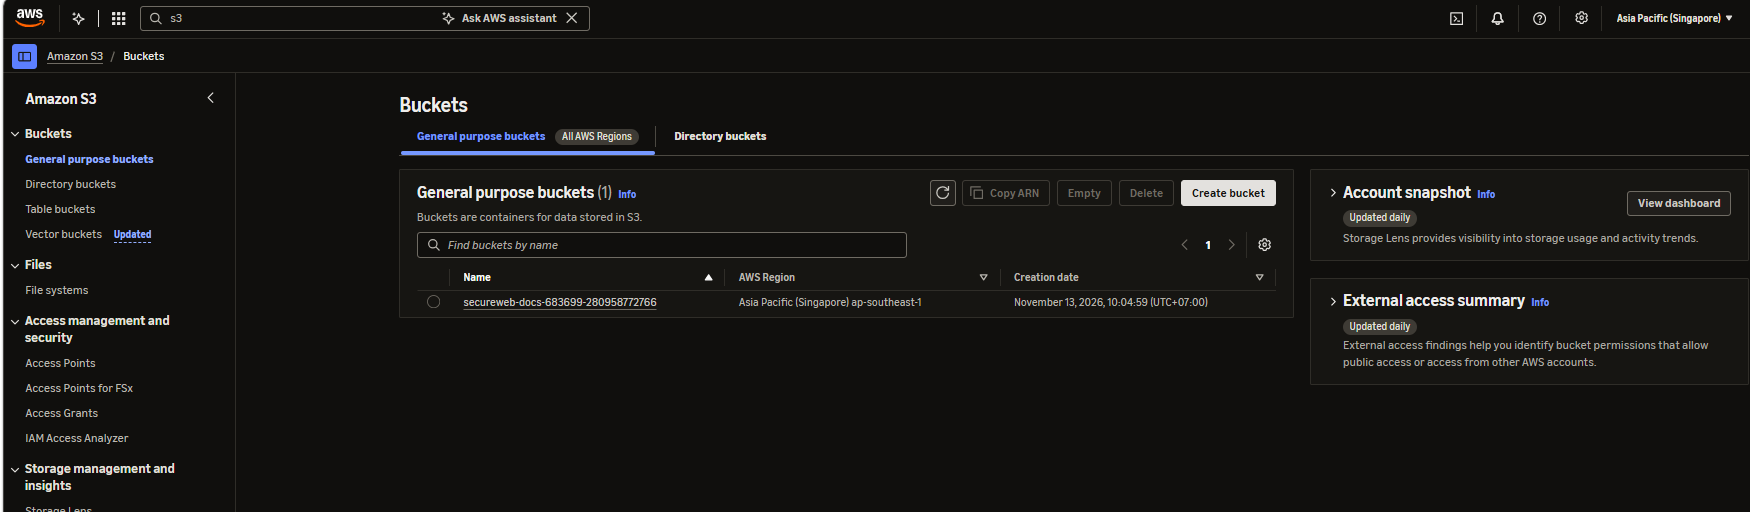 aws
s3
Ask AWS assistant
Asia Pacific (Singapore)
Amazon S3 / Buckets
Amazon S3
Buckets
General purpose buckets
Directory buckets
Table buckets
Vector buckets Updated
Files
File systems
Access management and
security
Access Points
Access Points for FSx
Access Grants
IAM Access Analyzer
Storage management and
insights
Storage Lens
Buckets
General purpose buckets All AWS Regions Directory buckets
General purpose buckets (1) Info
Copy ARN Empty Delete Create bucket
Buckets are containers for data stored in S3.
Find buckets by name
1
Name AWS Region Creation date
secureweb-docs-683699-280958772766 Asia Pacific (Singapore) ap-southeast-1 November 13, 2026, 10:04:59 (UTC+07:00)
Account snapshot Info
View dashboard
Updated daily
Storage Lens provides visibility into storage usage and activity trends.
External access summary Info
Updated daily
External access findings help you identify bucket permissions that allow
public access or access from other AWS accounts.